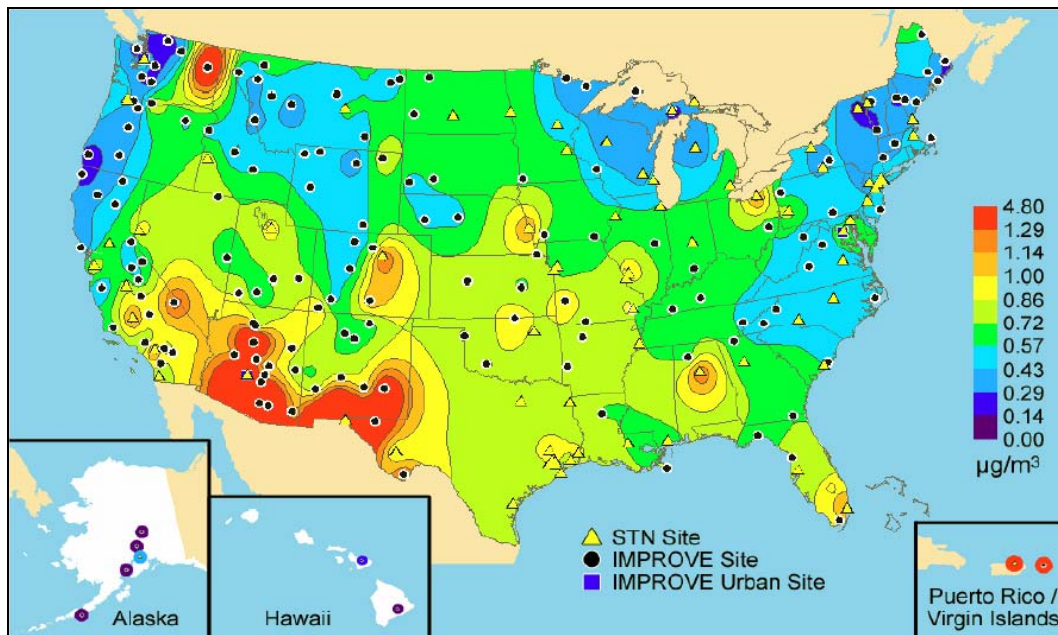 4.80
1.29
1.14
1.00
0.86
0.72
0.57
0.43
0.29
0.14
0.00
µg/m³
STN Site
IMPROVE Site
IMPROVE Urban Site
Alaska
Hawaii
Puerto Rico /
Virgin Islands